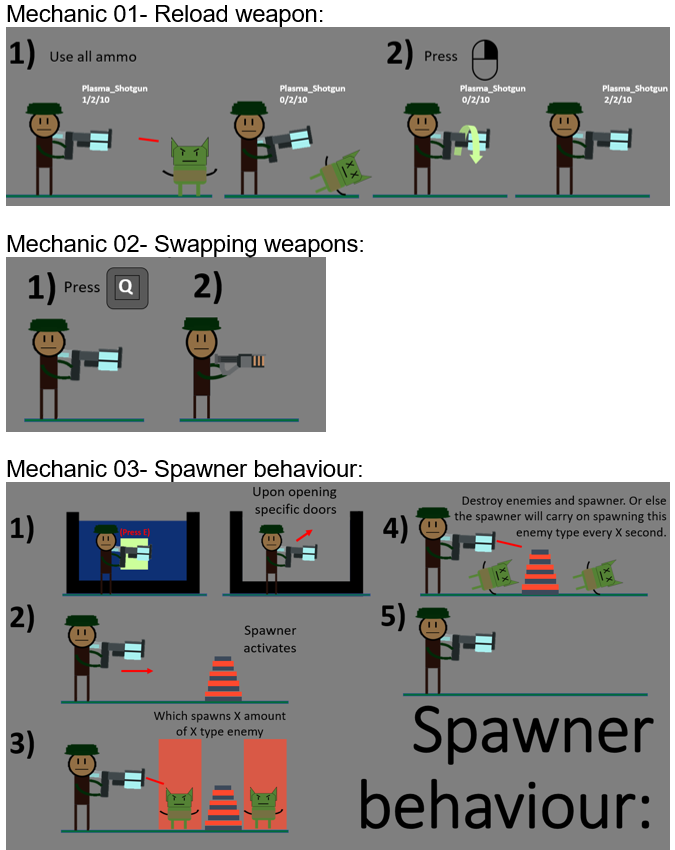 Mechanic 01- Reload weapon:
1) Use all ammo
2) Press
Plasma_Shotgun
1/2/10
Plasma_Shotgun
0/2/10
Plasma_Shotgun
0/2/10
Plasma_Shotgun
2/2/10
Mechanic 02- Swapping weapons:
1) Press Q
2)
Mechanic 03- Spawner behaviour:
1)
[Press E]
Upon opening
specific doors
2)
Spawner
activates
3)
Which spawns X amount
of X type enemy
4)
Destroy enemies and spawner. Or else
the spawner will carry on spawning this
enemy type every X second.
5)
Spawner
behaviour: